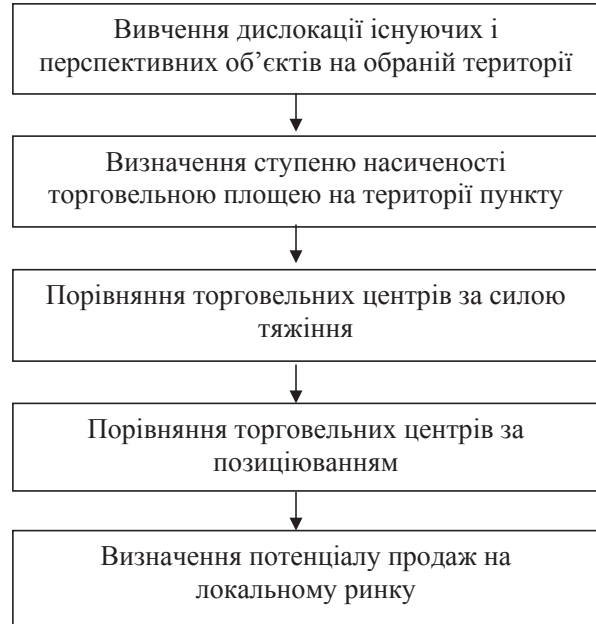 Вивчення дислокації існуючих і
перспективних об’єктів на обраній території
Визначення ступеню насиченості
торговельною площею на території пункту
Порівняння торговельних центрів за силою
тяжіння
Порівняння торговельних центрів за
позиціюванням
Визначення потенціалу продаж на
локальному ринку